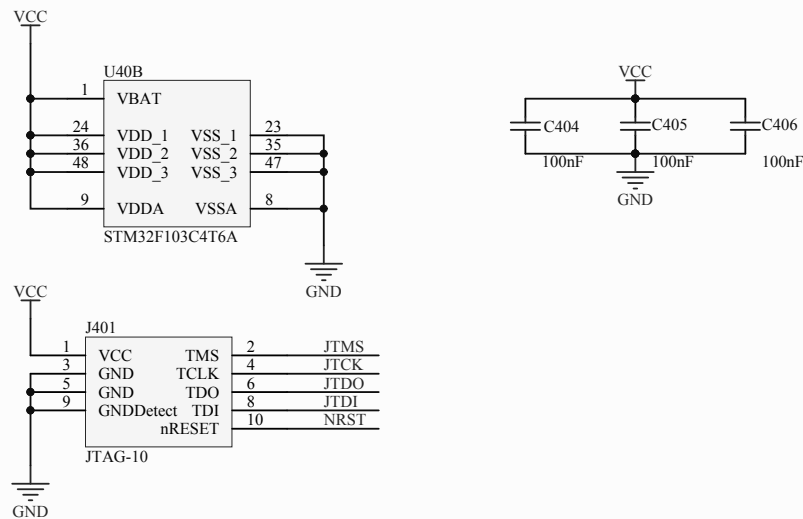 VCC
U40B
1 VBAT
24 VDD_1 VSS_1 23
36 VDD_2 VSS_2 35
48 VDD_3 VSS_3 47
9 VDDA VSSA 8
STM32F103C4T6A
GND
VCC
C404 C405 C406
100nF 100nF 100nF
GND
VCC
J401
1 VCC TMS 2 JTMS
3 GND TCLK 4 JTCK
5 GND TDO 6 JTDO
9 GNDDetect TDI 8 JTDI
nRESET 10 NRST
JTAG-10
GND